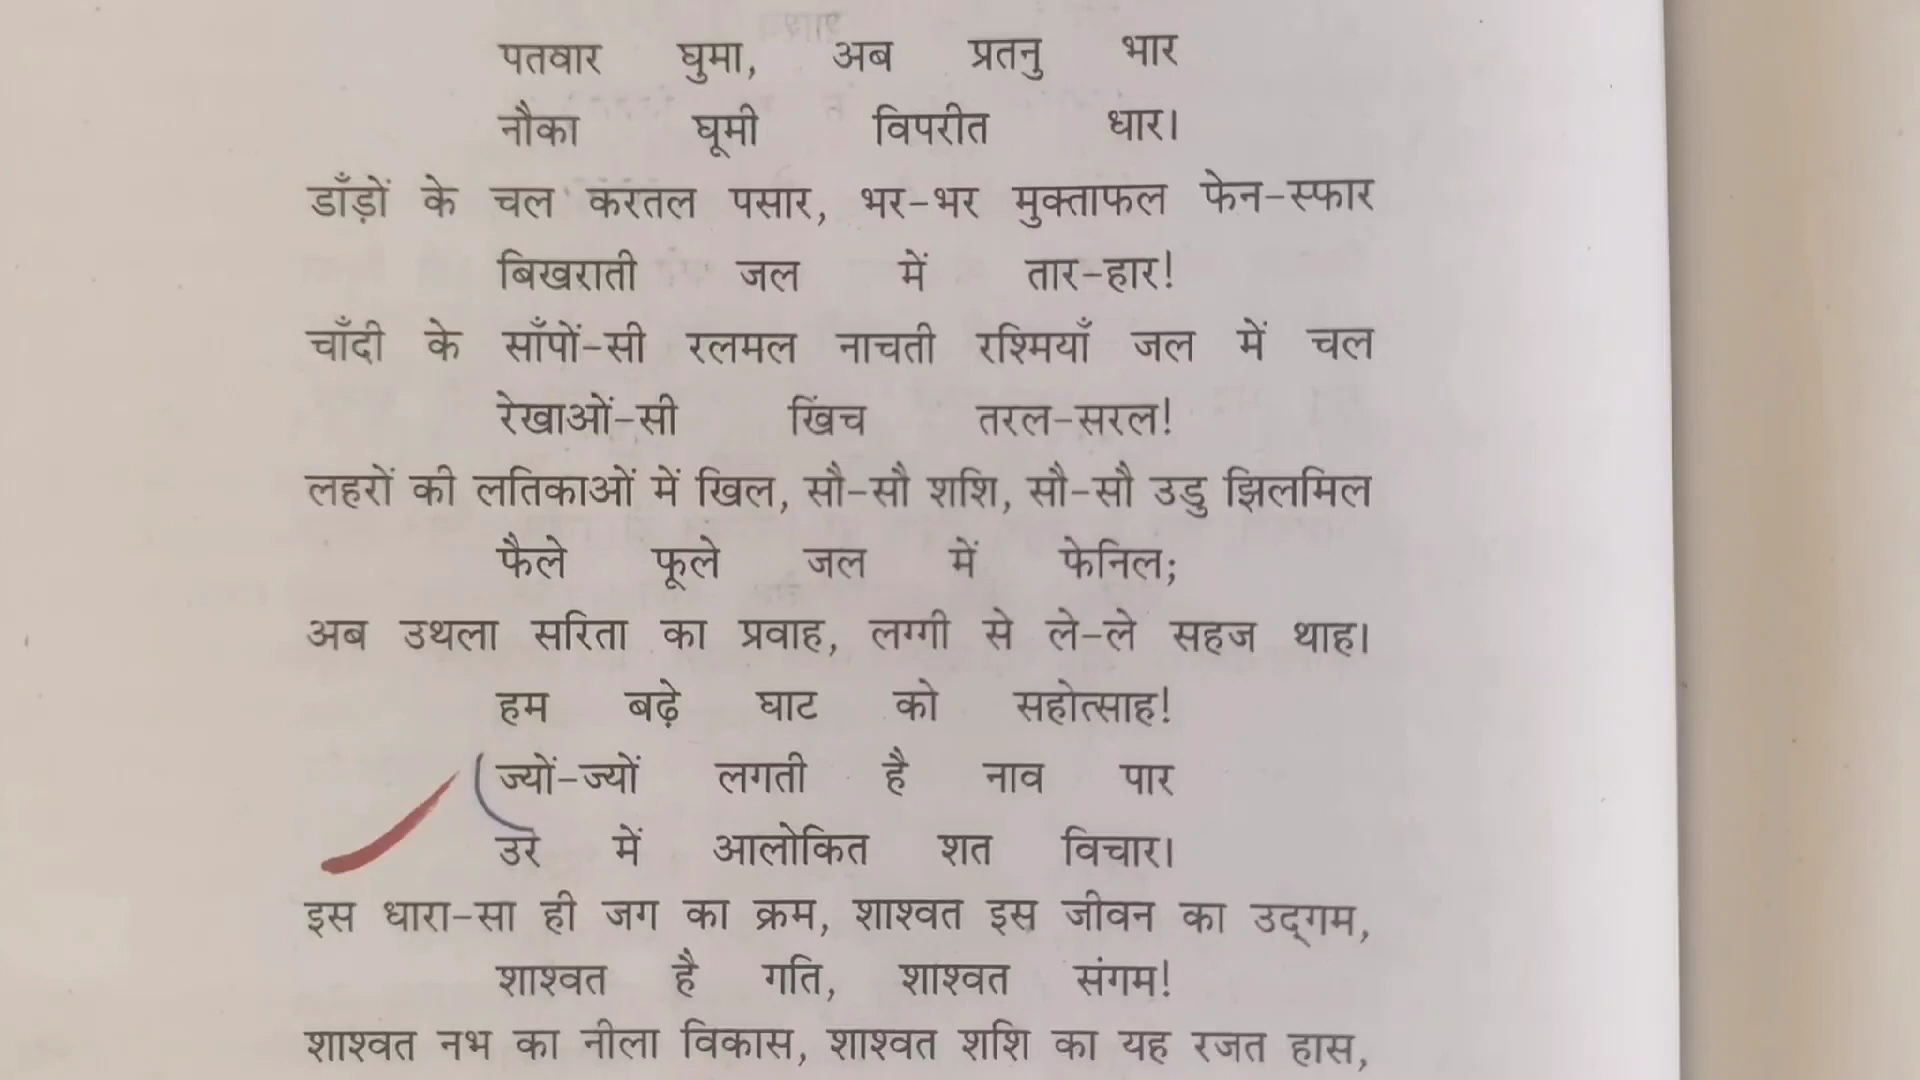 पतवार घुमा, अब प्रतनु भार
नौका घूमी विपरीत धार।
डाँड़ों के चल करतल पसार, भर-भर मुक्ताफल फेन-स्फार
बिखराती जल में तार-हार!
चाँदी के साँपों-सी रलमल नाचती रश्मियाँ जल में चल
रेखाओं-सी खिंच तरल-सरल!
लहरों की लतिकाओं में खिल, सौ-सौ शशि, सौ-सौ उडु झिलमिल
फैले फूले जल में फेनिल;
अब उथला सरिता का प्रवाह, लग्गी से ले-ले सहज थाह।
हम बढ़े घाट को सहोत्साह!
ज्यों-ज्यों लगती है नाव पार
उर में आलोकित शत विचार।
इस धारा-सा ही जग का क्रम, शाश्वत इस जीवन का उद्‌गम,
शाश्वत है गति, शाश्वत संगम!
शाश्वत नभ का नीला विकास, शाश्वत शशि का यह रजत हास,